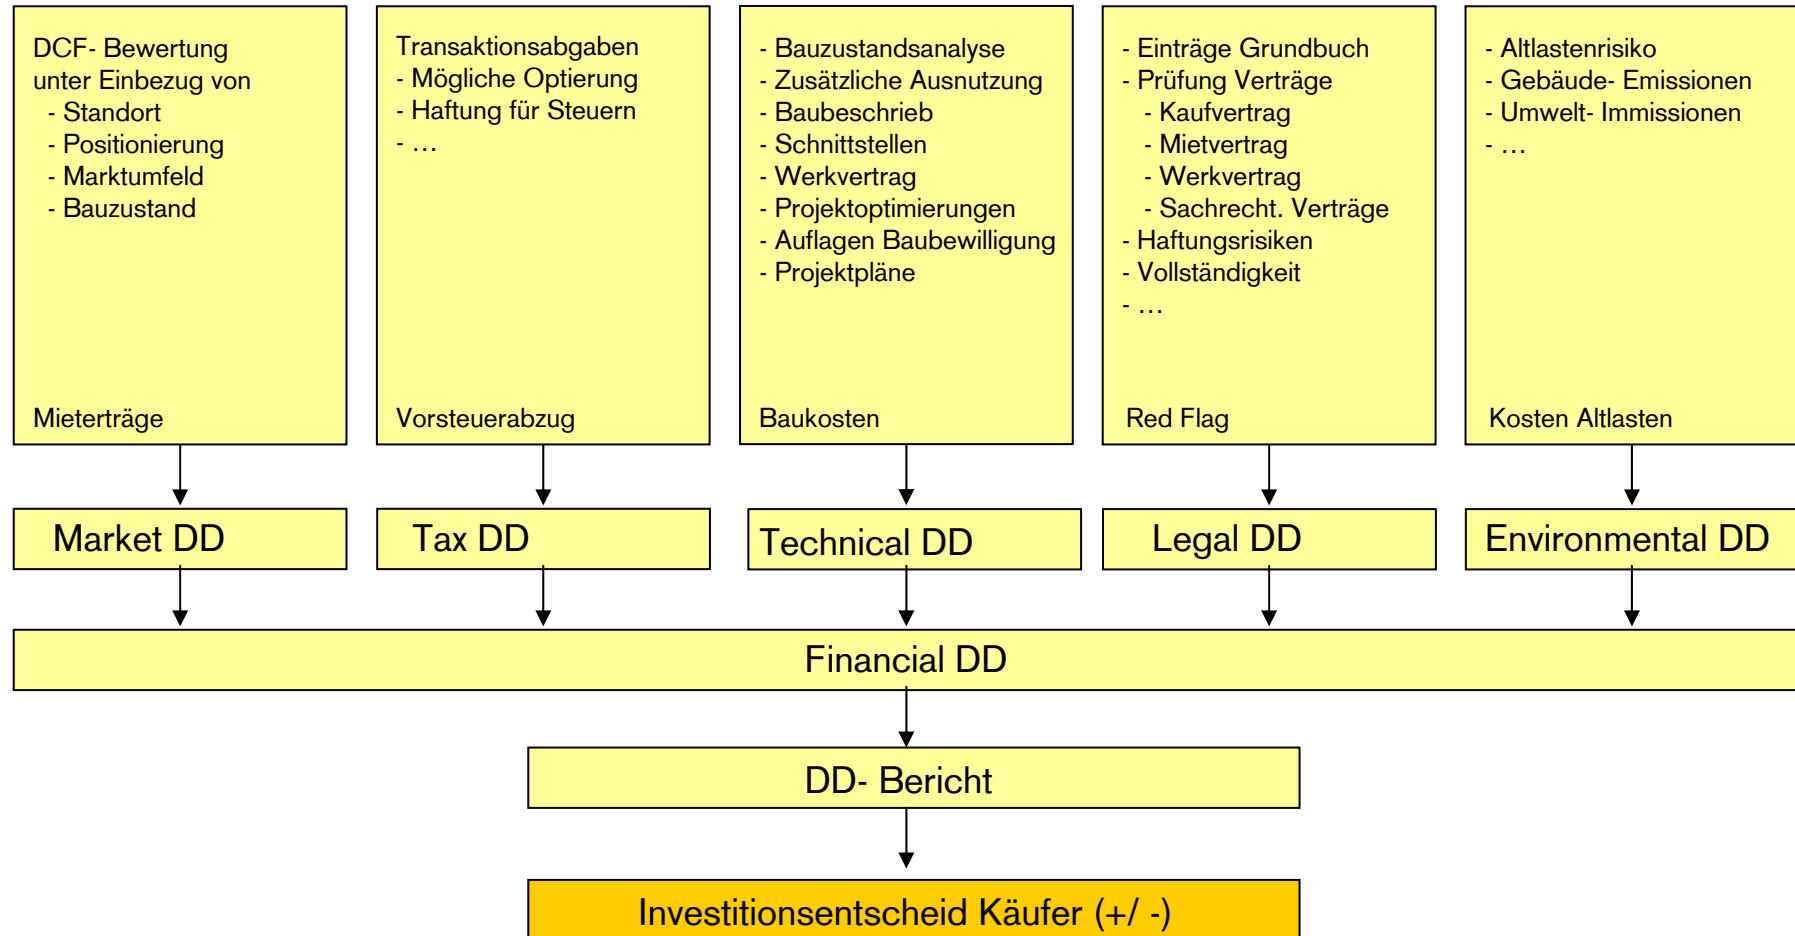 DCF- Bewertung
unter Einbezug von
- Standort
- Positionierung
- Marktumfeld
- Bauzustand
Mieterträge
Transaktionsabgaben
- Mögliche Optierung
- Haftung für Steuern
- …
Vorsteuerabzug
- Bauzustandsanalyse
- Zusätzliche Ausnutzung
- Baubeschrieb
- Schnittstellen
- Werkvertrag
- Projektoptimierungen
- Auflagen Baubewilligung
- Projektpläne
Baukosten
- Einträge Grundbuch
- Prüfung Verträge
- Kaufvertrag
- Mietvertrag
- Werkvertrag
- Sachrecht. Verträge
- Haftungsrisiken
- Vollständigkeit
- …
Red Flag
- Altlastenrisiko
- Gebäude- Emissionen
- Umwelt- Immissionen
- …
Kosten Altlasten
Market DD
Tax DD
Technical DD
Legal DD
Environmental DD
Financial DD
DD- Bericht
Investitionsentscheid Käufer (+/ -)